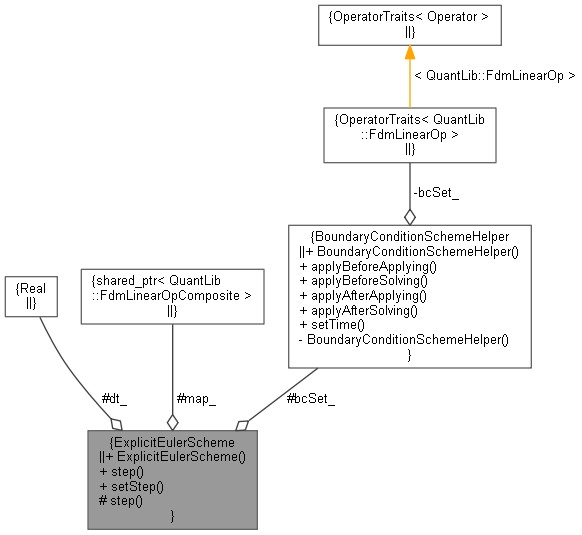 {OperatorTraits< Operator >
||}
< QuantLib::FdmLinearOp >
{OperatorTraits< QuantLib
::FdmLinearOp >
||}
-bcSet_
{BoundaryConditionSchemeHelper
||+ BoundaryConditionSchemeHelper()
+ applyBeforeApplying()
+ applyBeforeSolving()
+ applyAfterApplying()
+ applyAfterSolving()
+ setTime()
- BoundaryConditionSchemeHelper()
}
{Real
||}
{shared_ptr< QuantLib
::FdmLinearOpComposite >
||}
#dt_
#map_
#bcSet_
{ExplicitEulerScheme
||+ ExplicitEulerScheme()
+ step()
+ setStep()
# step()
}